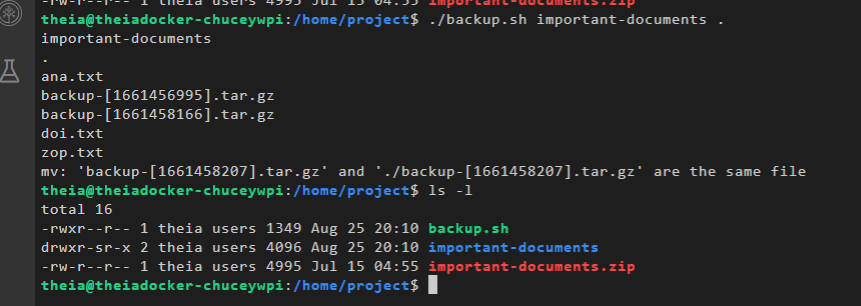 -rw-r--r-- 1 theia users 4995 Jul 15 04:55 important-documents.zip
theia@theiadocker-chuceywpi:/home/project$ ./backup.sh important-documents .
important-documents
.
ana.txt
backup-[1661456995].tar.gz
backup-[1661458166].tar.gz
doi.txt
zop.txt
mv: 'backup-[1661458207].tar.gz' and './backup-[1661458207].tar.gz' are the same file
theia@theiadocker-chuceywpi:/home/project$ ls -l
total 16
-rwxr--r-- 1 theia users 1349 Aug 25 20:10 backup.sh
drwxr-sr-x 2 theia users 4096 Aug 25 20:10 important-documents
-rw-r--r-- 1 theia users 4995 Jul 15 04:55 important-documents.zip
theia@theiadocker-chuceywpi:/home/project$